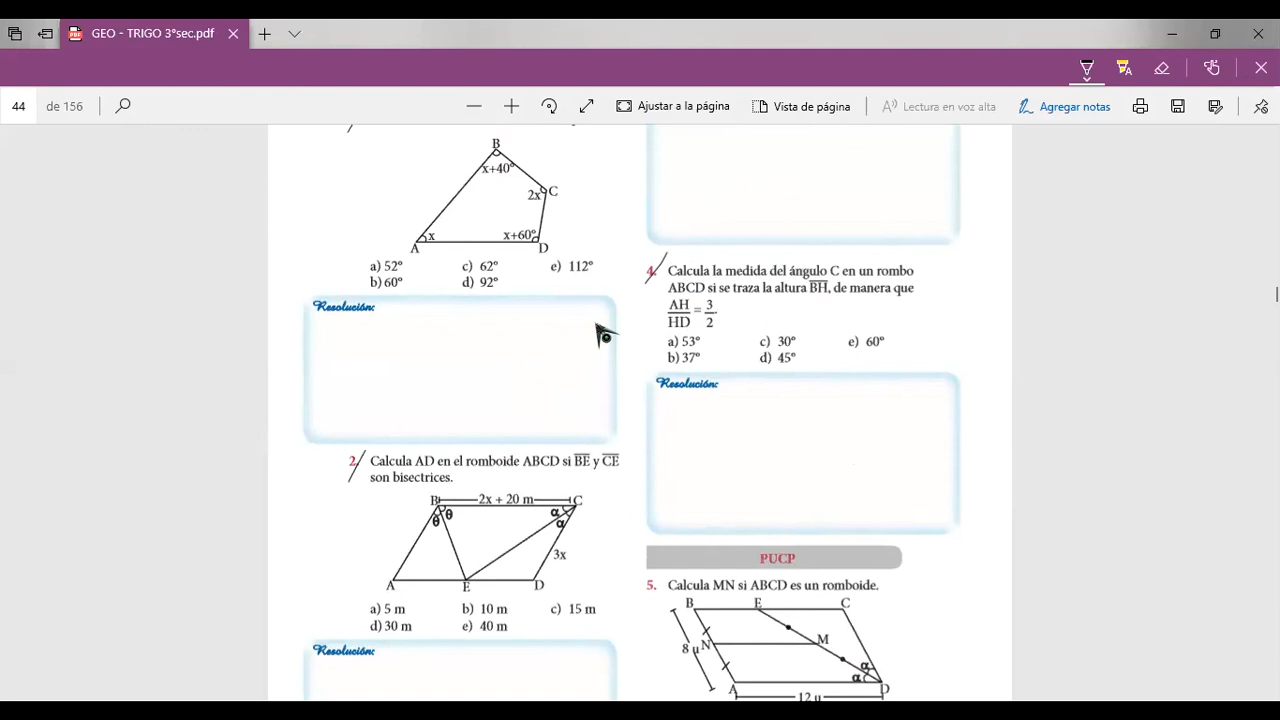 GEO - TRIGO 3°sec.pdf
44 de 156
Ajustar a la página
Vista de página
Lectura en voz alta
Agregar notas
B
x+40°
2x
C
x
x+60°
A
D
a) 52° c) 62° e) 112°
b) 60° d) 92°
Resolución:
2. Calcula AD en el romboide ABCD si BE y CE
son bisectrices.
B 2x + 20 m C
θ θ α α
3x
A E D
a) 5 m b) 10 m c) 15 m
d) 30 m e) 40 m
Resolución:
4. Calcula la medida del ángulo C en un rombo
ABCD si se traza la altura BH, de manera que
AH/HD = 3/2.
a) 53° c) 30° e) 60°
b) 37° d) 45°
Resolución:
PUCP
5. Calcula MN si ABCD es un romboide.
B E C
8 u N M
α
α
A D
12 u